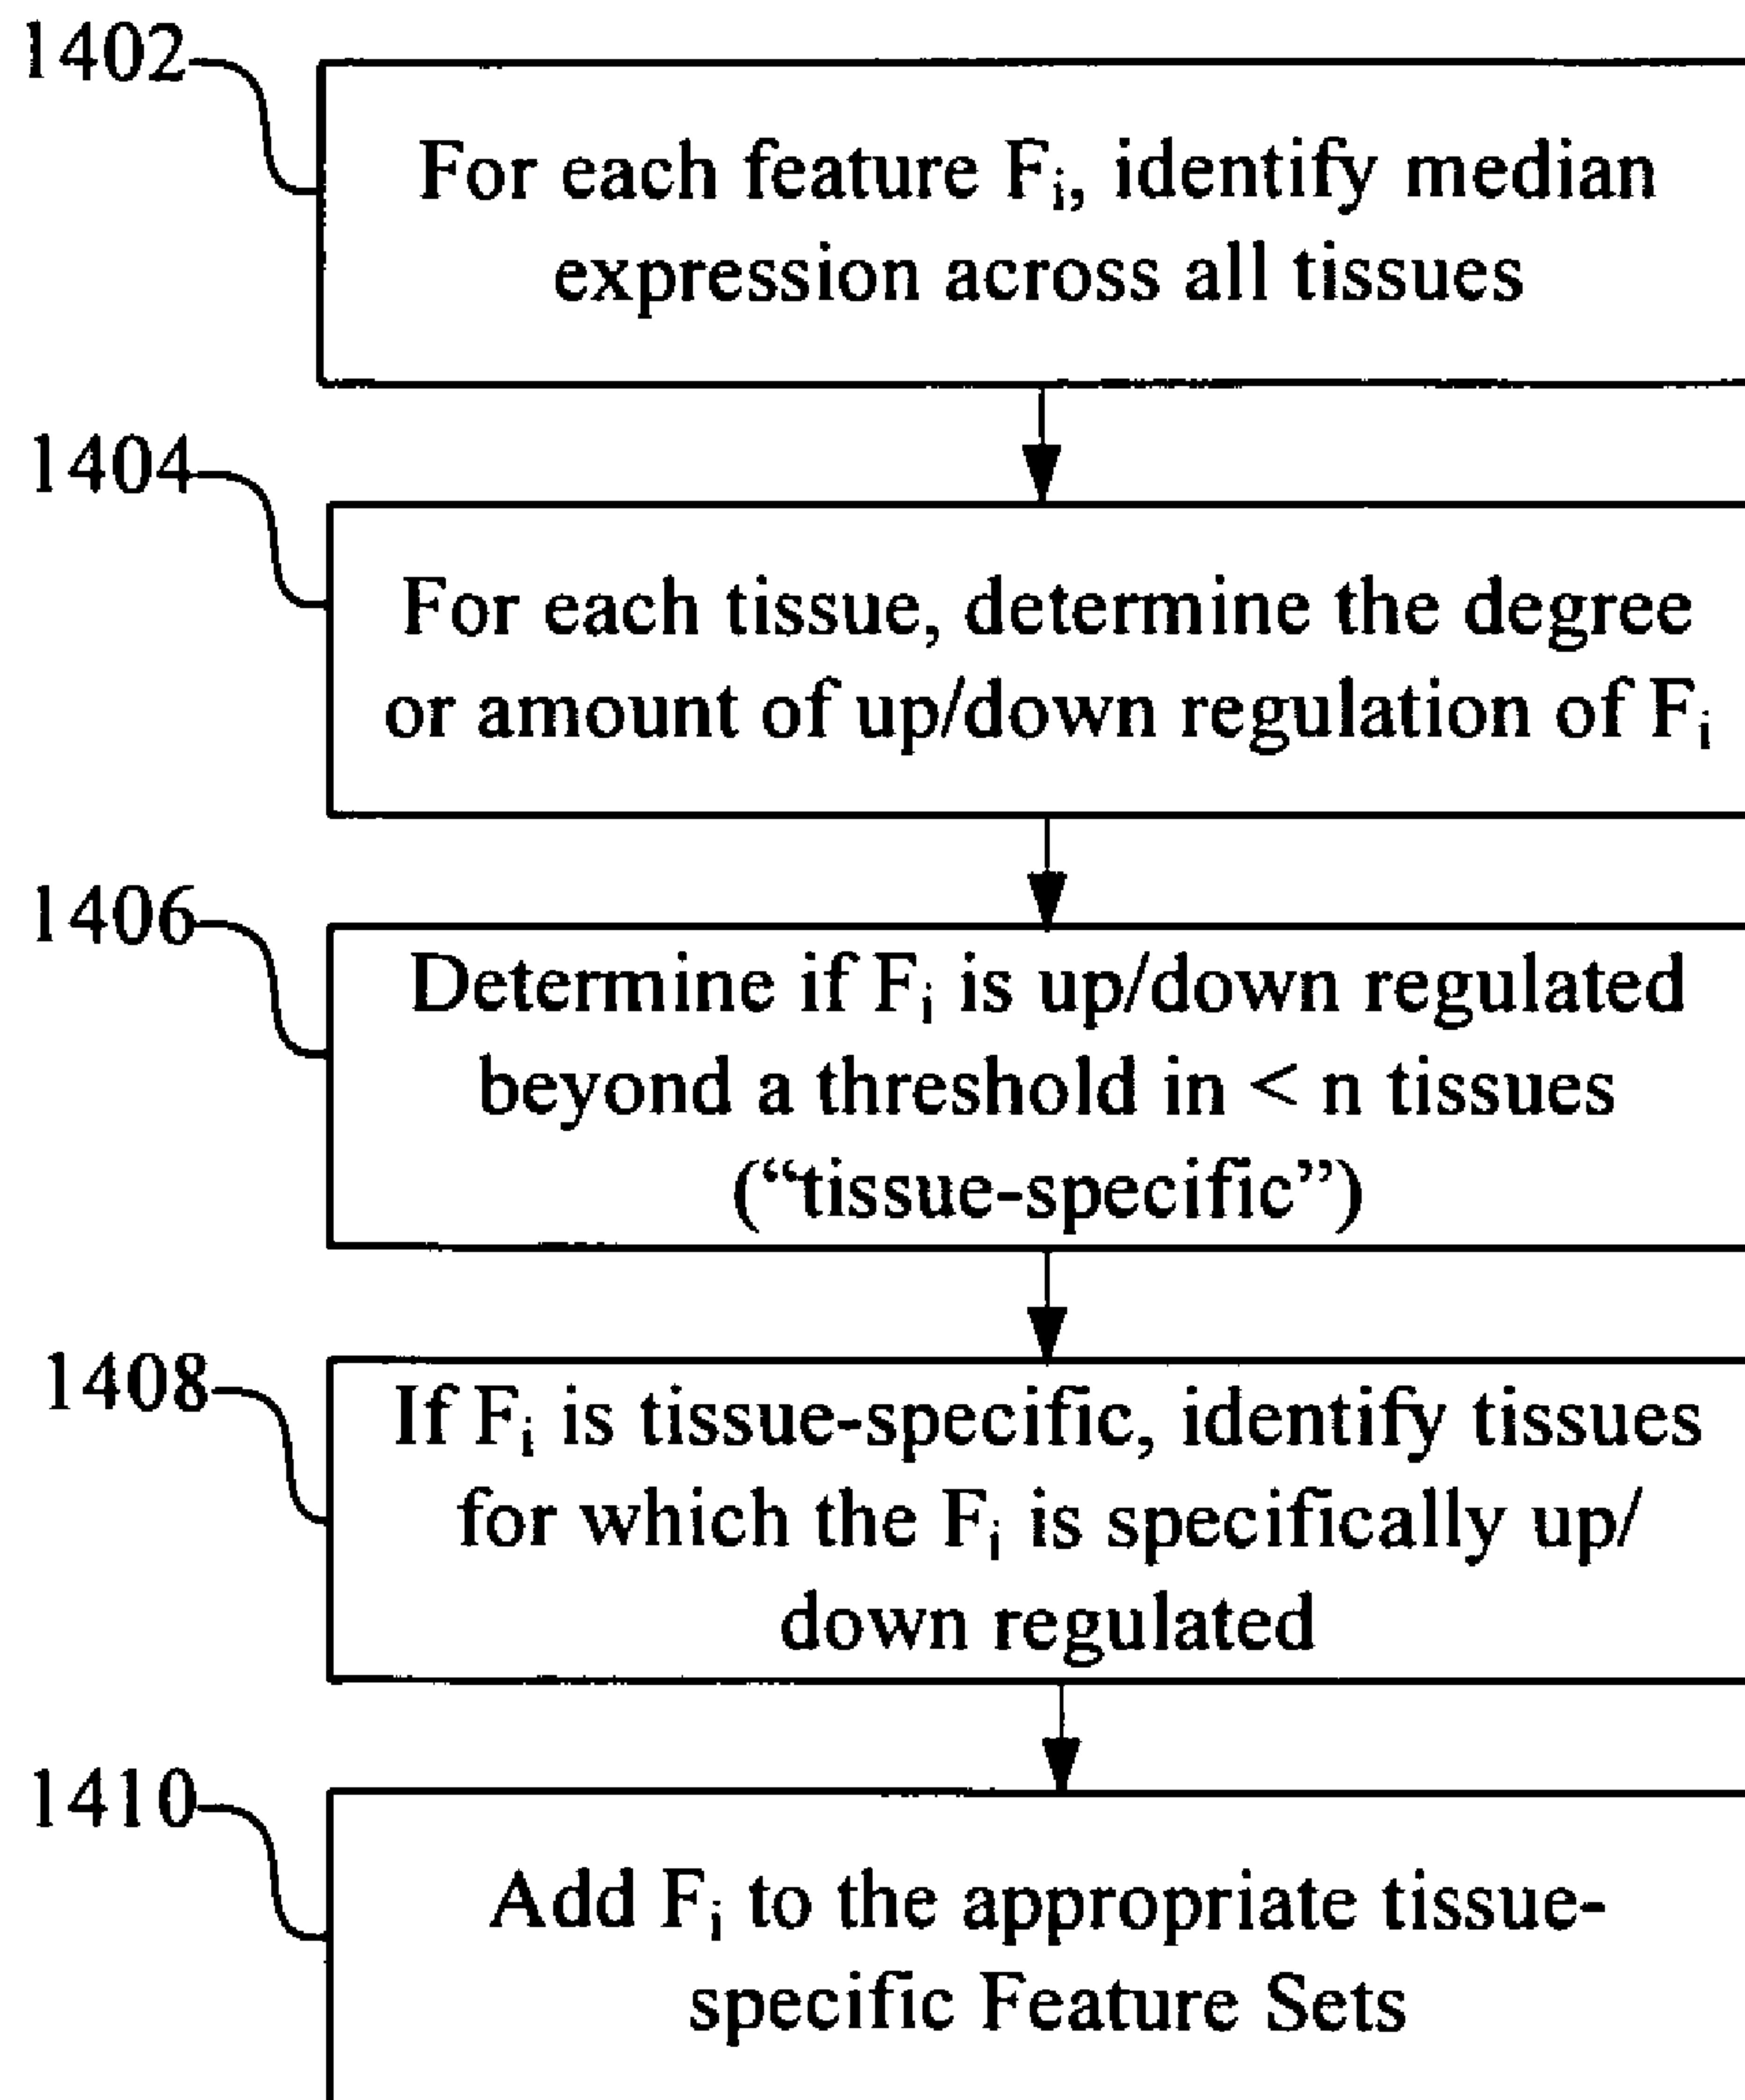 1402
For each feature Fi, identify median
expression across all tissues
1404
For each tissue, determine the degree
or amount of up/down regulation of Fi
1406
Determine if Fi is up/down regulated
beyond a threshold in < n tissues
(“tissue-specific”)
1408
If Fi is tissue-specific, identify tissues
for which the Fi is specifically up/
down regulated
1410
Add Fi to the appropriate tissue-
specific Feature Sets